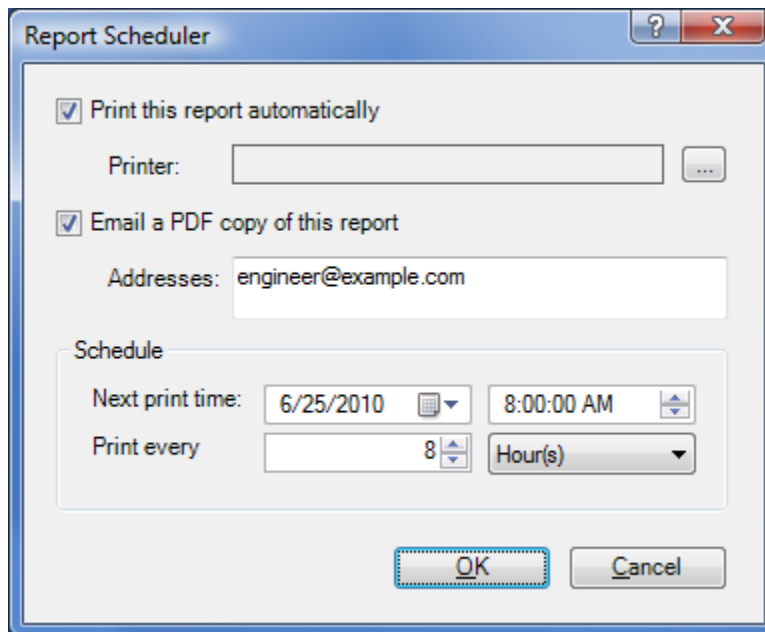 Report Scheduler
Print this report automatically
Printer: ...
Email a PDF copy of this report
Addresses: engineer@example.com
Schedule
Next print time: 6/25/2010 8:00:00 AM
Print every 8 Hour(s)
OK Cancel